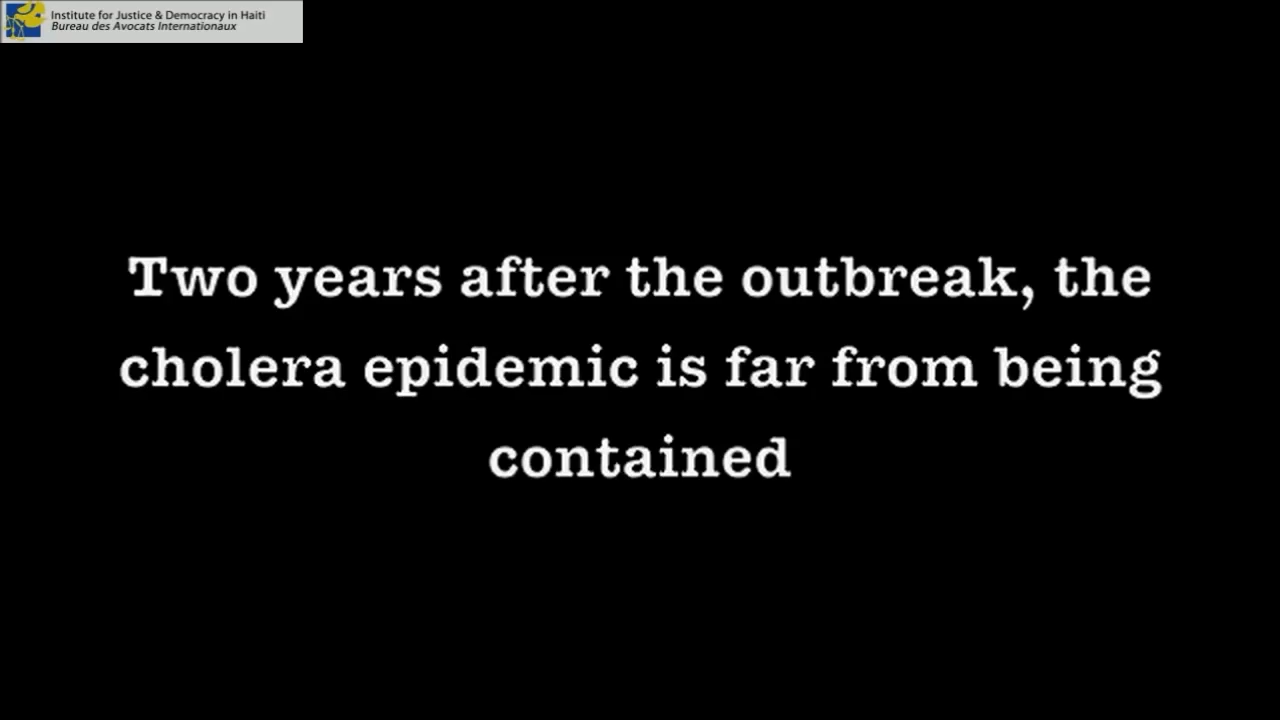 Institute for Justice & Democracy in Haiti
Bureau des Avocats Internationaux
Two years after the outbreak, the
cholera epidemic is far from being
contained